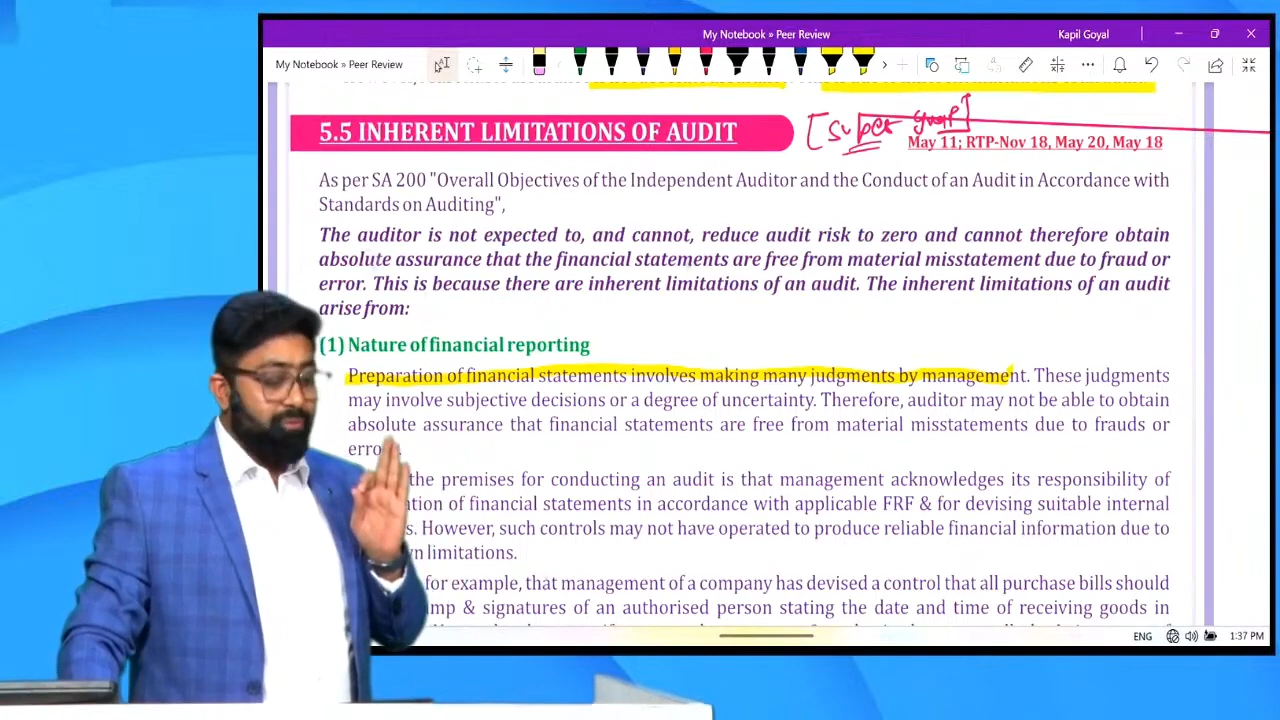 My Notebook » Peer Review
Kapil Goyal
My Notebook » Peer Review
5.5 INHERENT LIMITATIONS OF AUDIT
[Super
May 11; RTP-Nov 18, May 20, May 18
As per SA 200 "Overall Objectives of the Independent Auditor and the Conduct of an Audit in Accordance with
Standards on Auditing",
The auditor is not expected to, and cannot, reduce audit risk to zero and cannot therefore obtain
absolute assurance that the financial statements are free from material misstatement due to fraud or
error. This is because there are inherent limitations of an audit. The inherent limitations of an audit
arise from:
(1) Nature of financial reporting
Preparation of financial statements involves making many judgments by management. These judgments
may involve subjective decisions or a degree of uncertainty. Therefore, auditor may not be able to obtain
absolute assurance that financial statements are free from material misstatements due to frauds or
the premises for conducting an audit is that management acknowledges its responsibility of
of financial statements in accordance with applicable FRF & for devising suitable internal
However, such controls may not have operated to produce reliable financial information due to
limitations.
for example, that management of a company has devised a control that all purchase bills should
& signatures of an authorised person stating the date and time of receiving goods in
ENG
1:37 PM